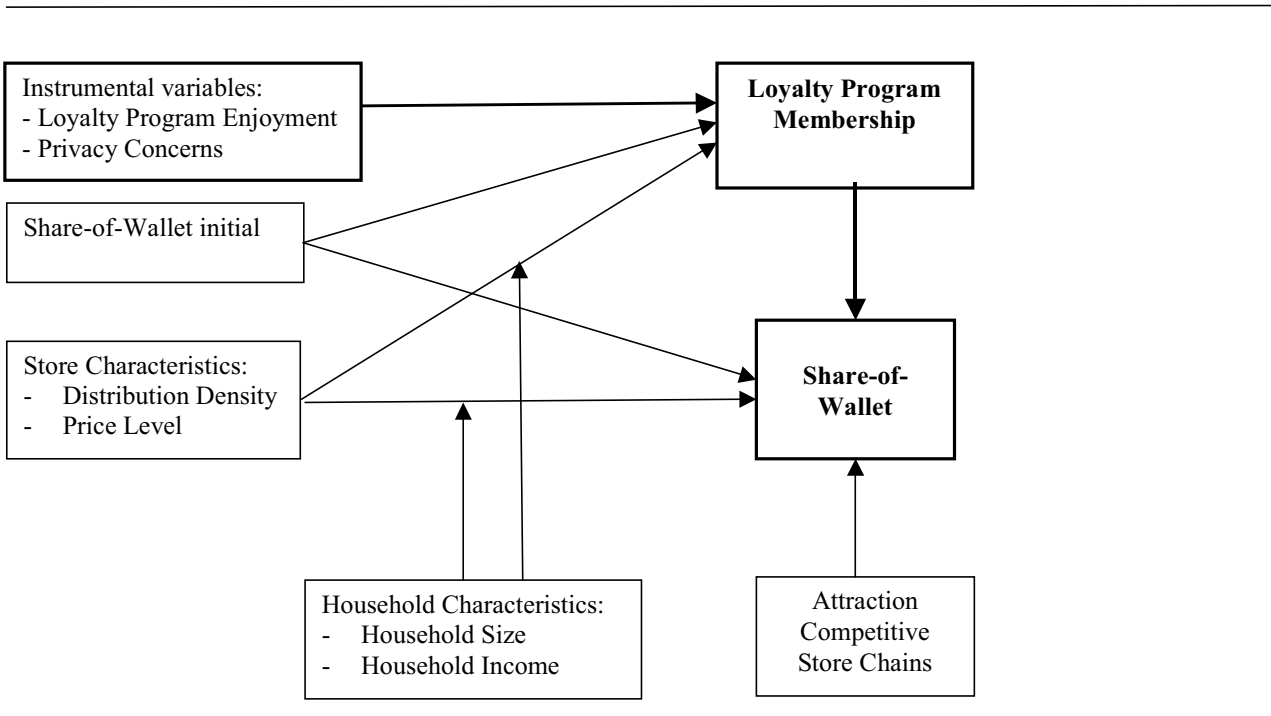 Instrumental variables:
- Loyalty Program Enjoyment
- Privacy Concerns
Loyalty Program
Membership
Share-of-Wallet initial
Store Characteristics:
- Distribution Density
- Price Level
Share-of-
Wallet
Household Characteristics:
- Household Size
- Household Income
Attraction
Competitive
Store Chains